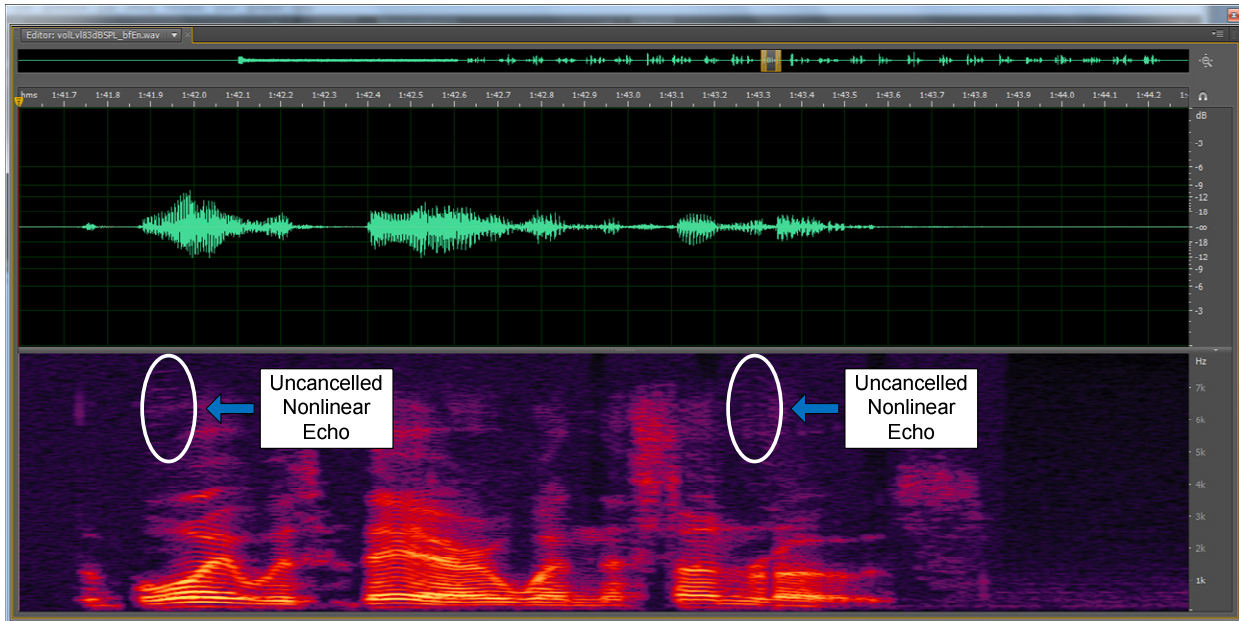 Editor: volLvl83dBSPL_bfEn.wav
hms 1:41.7 1:41.8 1:41.9 1:42.0 1:42.1 1:42.2 1:42.3 1:42.4 1:42.5 1:42.6 1:42.7 1:42.8 1:42.9 1:43.0 1:43.1 1:43.2 1:43.3 1:43.4 1:43.5 1:43.6 1:43.7 1:43.8 1:43.9 1:44.0 1:44.1 1:44.2 1:
dB
-3
-6
-9
-12
-18
-∞
-18
-12
-9
-6
-3
Hz
7k
6k
5k
4k
3k
2k
1k
Uncancelled
Nonlinear
Echo
Uncancelled
Nonlinear
Echo